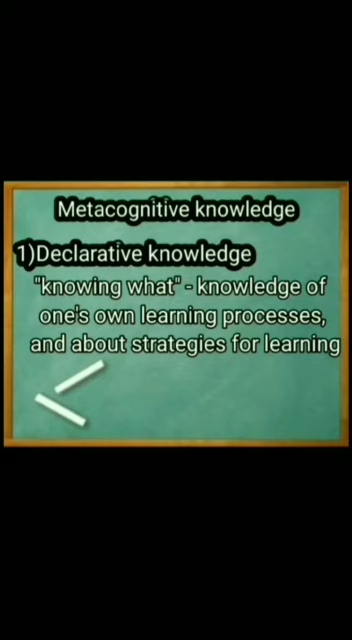 Metacognitive knowledge
1)Declarative knowledge
"knowing what" - knowledge of
one's own learning processes,
and about strategies for learning